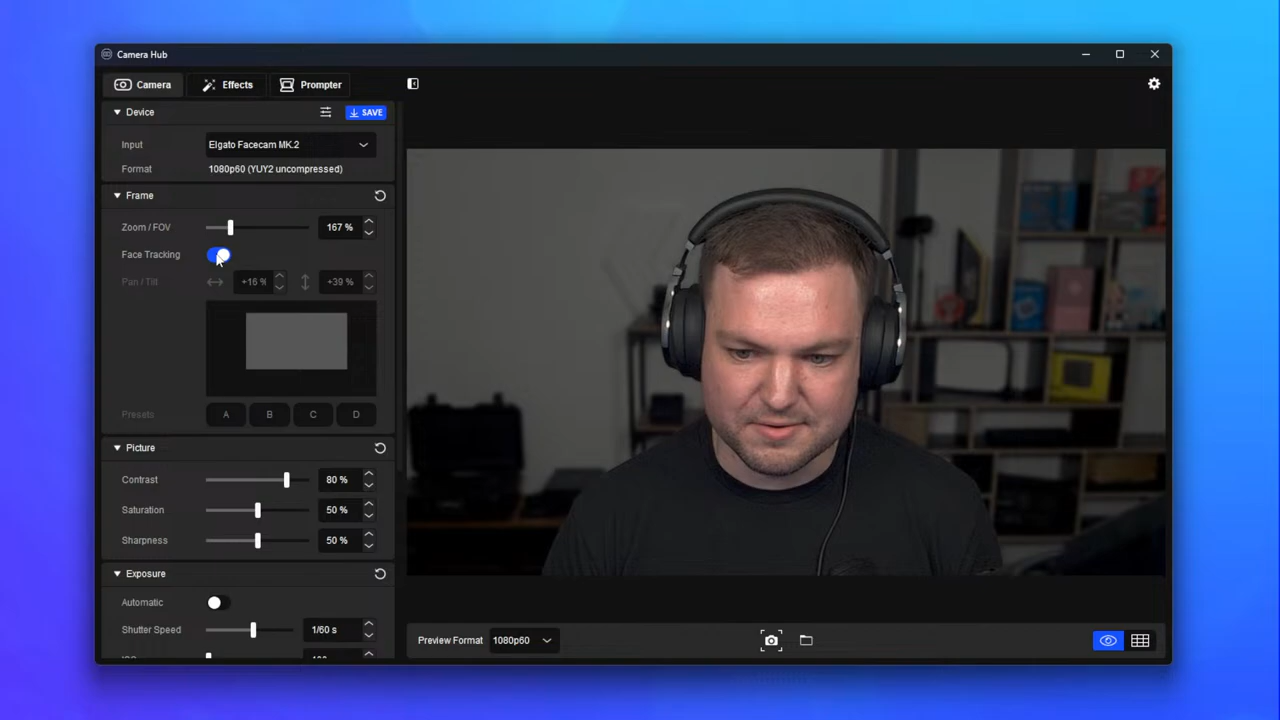 Camera Hub
Camera
Effects
Prompter
Device
SAVE
Input
Elgato Facecam MK.2
Format
1080p60 (YUY2 uncompressed)
Frame
Zoom / FOV
167 %
Face Tracking
Pan / Tilt
+16 %
+39 %
Presets
A
B
C
D
Picture
Contrast
80 %
Saturation
50 %
Sharpness
50 %
Exposure
Automatic
Shutter Speed
1/60 s
Preview Format
1080p60